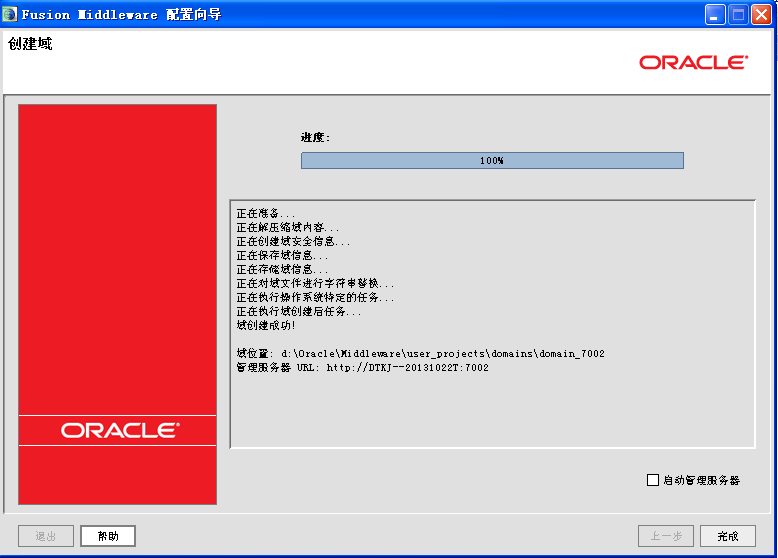 Fusion Middleware 配置向导
创建域
ORACLE
进度:
100%
正在准备...
正在解压缩域内容...
正在创建域安全信息...
正在保存域信息...
正在存储域信息...
正在对域文件进行字符串替换...
正在执行操作系统特定的任务...
正在执行域创建后任务...
域创建成功!
域位置: d:\Oracle\Middleware\user_projects\domains\domain_7002
管理服务器 URL: http://DTKJ--20131022T:7002
ORACLE
启动管理服务器
退出
帮助
上一步
完成